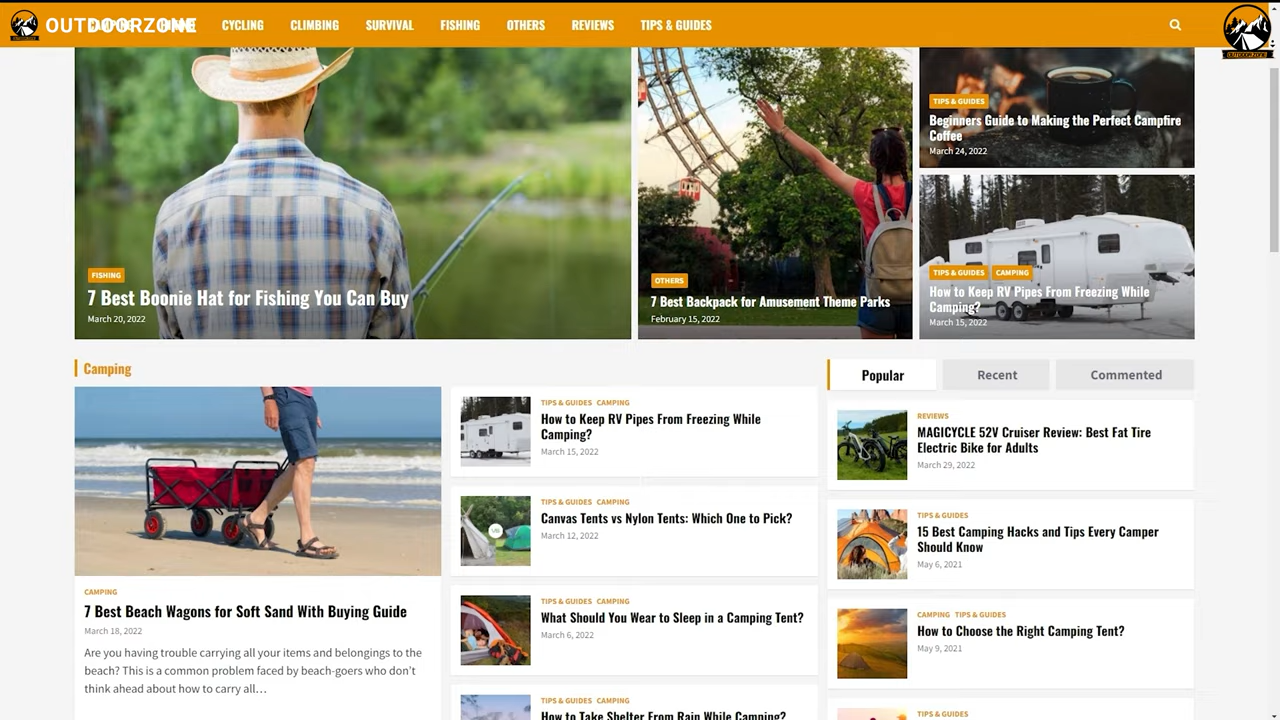 OUTDOORZONE
CYCLING
CLIMBING
SURVIVAL
FISHING
OTHERS
REVIEWS
TIPS & GUIDES
OUTDOORZONE
FISHING
7 Best Boonie Hat for Fishing You Can Buy
March 20, 2022
OTHERS
7 Best Backpack for Amusement Theme Parks
February 15, 2022
TIPS & GUIDES
Beginners Guide to Making the Perfect Campfire
Coffee
March 24, 2022
TIPS & GUIDES CAMPING
How to Keep RV Pipes From Freezing While
Camping?
March 15, 2022
Camping
CAMPING
7 Best Beach Wagons for Soft Sand With Buying Guide
March 18, 2022
Are you having trouble carrying all your items and belongings to the
beach? This is a common problem faced by beach-goers who don't
think ahead about how to carry all…
TIPS & GUIDES CAMPING
How to Keep RV Pipes From Freezing While
Camping?
March 15, 2022
TIPS & GUIDES CAMPING
Canvas Tents vs Nylon Tents: Which One to Pick?
March 12, 2022
TIPS & GUIDES CAMPING
What Should You Wear to Sleep in a Camping Tent?
March 6, 2022
TIPS & GUIDES CAMPING
How to Take Shelter From Rain While Camping?
Popular
Recent
Commented
REVIEWS
MAGICYCLE 52V Cruiser Review: Best Fat Tire
Electric Bike for Adults
March 29, 2022
TIPS & GUIDES
15 Best Camping Hacks and Tips Every Camper
Should Know
May 6, 2021
CAMPING TIPS & GUIDES
How to Choose the Right Camping Tent?
May 9, 2021
TIPS & GUIDES